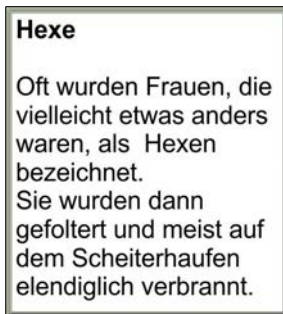 Hexe
Oft wurden Frauen, die
vielleicht etwas anders
waren, als  Hexen
bezeichnet.
Sie wurden dann
gefoltert und meist auf
dem Scheiterhaufen
elendiglich verbrannt.